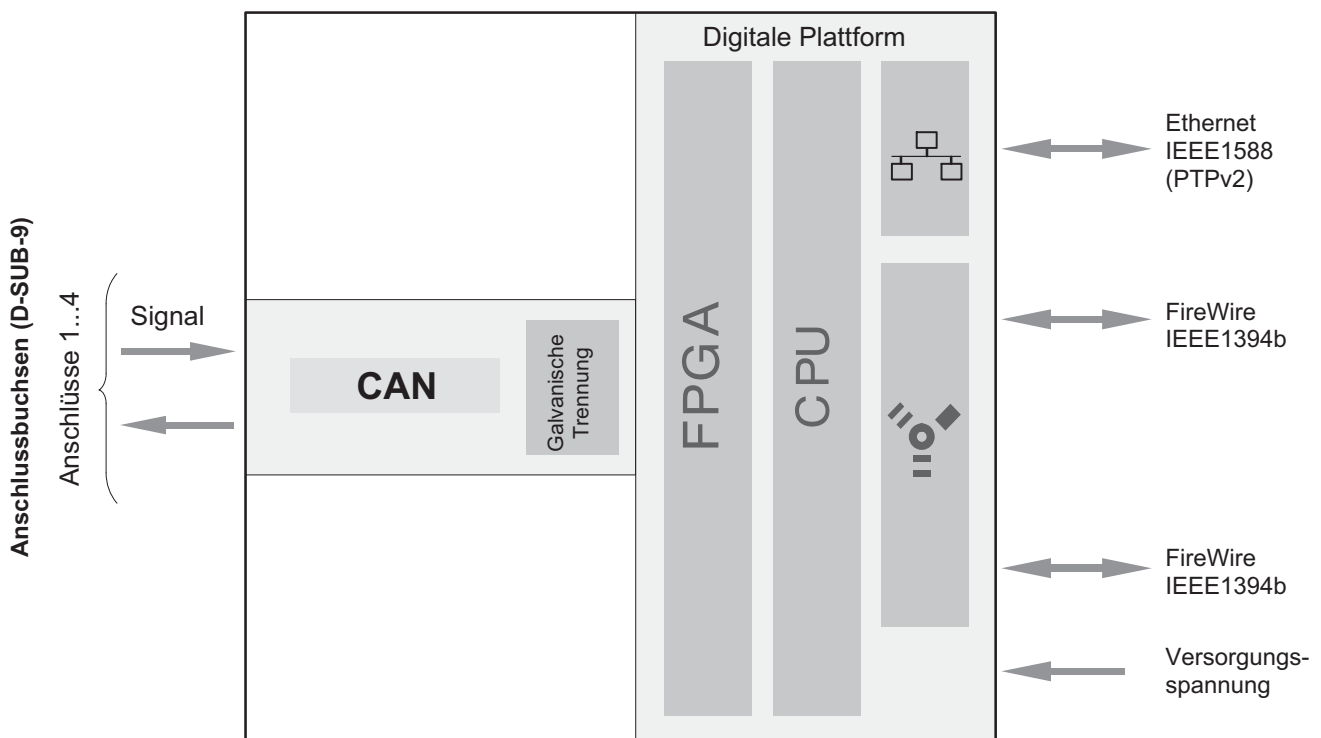 Digitale Plattform
Anschlussbuchsen (D-SUB-9)
Anschlüsse 1...4
Signal
CAN
Galvanische
Trennung
FPGA
CPU
Ethernet
IEEE1588
(PTPv2)
FireWire
IEEE1394b
FireWire
IEEE1394b
Versorgungs-
spannung